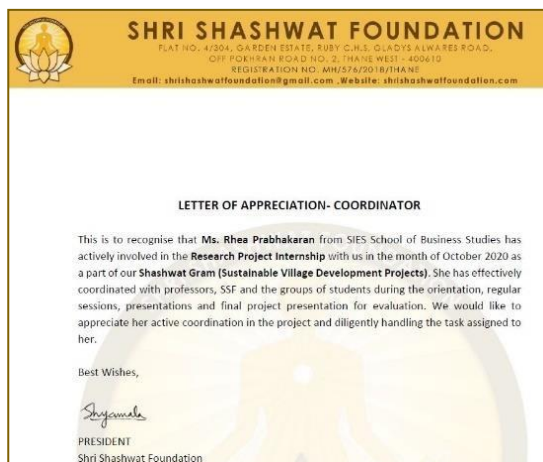 SHRI SHASHWAT FOUNDATION
FLAT NO. 4/304, GARDEN ESTATE, RUBY C.H.S. GLADYS ALWARES ROAD,
OFF POKHRAN ROAD NO. 2, THANE WEST - 400610
REGISTRATION NO. MH/576/2018/THANE
Email: shrishashwatfoundation@gmail.com ,Website: shrishashwatfoundation.com
LETTER OF APPRECIATION- COORDINATOR
This is to recognise that Ms. Rhea Prabhakaran from SIES School of Business Studies has
actively involved in the Research Project Internship with us in the month of October 2020 as
a part of our Shashwat Gram (Sustainable Village Development Projects). She has effectively
coordinated with professors, SSF and the groups of students during the orientation, regular
sessions, presentations and final project presentation for evaluation. We would like to
appreciate her active coordination in the project and diligently handling the task assigned to
her.
Best Wishes,
Shyamala
PRESIDENT
Shri Shashwat Foundation